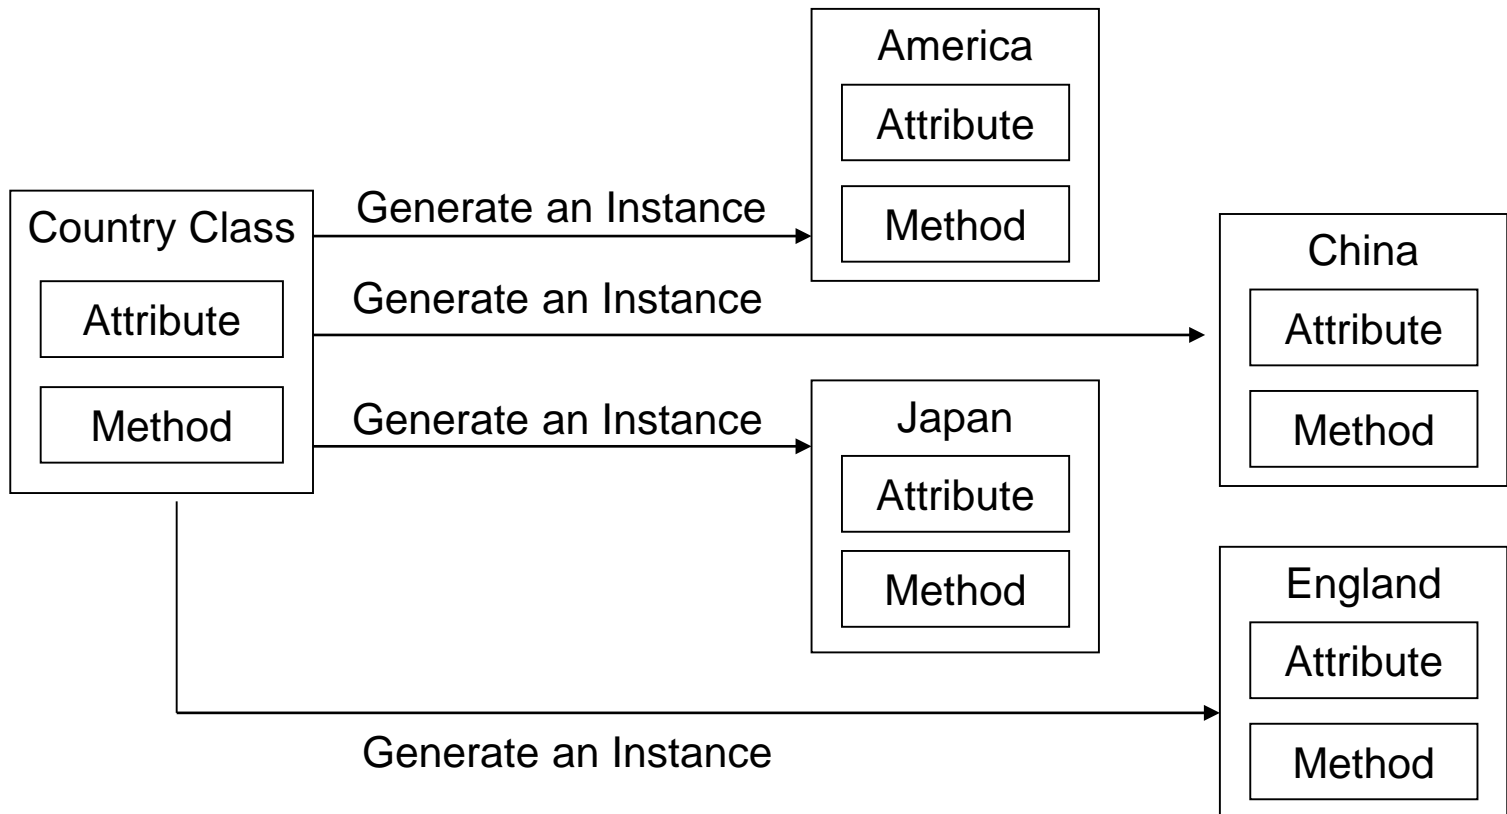 Country Class
Attribute
Method
Generate an Instance
America
Attribute
Method
Generate an Instance
China
Attribute
Method
Generate an Instance
Japan
Attribute
Method
Generate an Instance
England
Attribute
Method